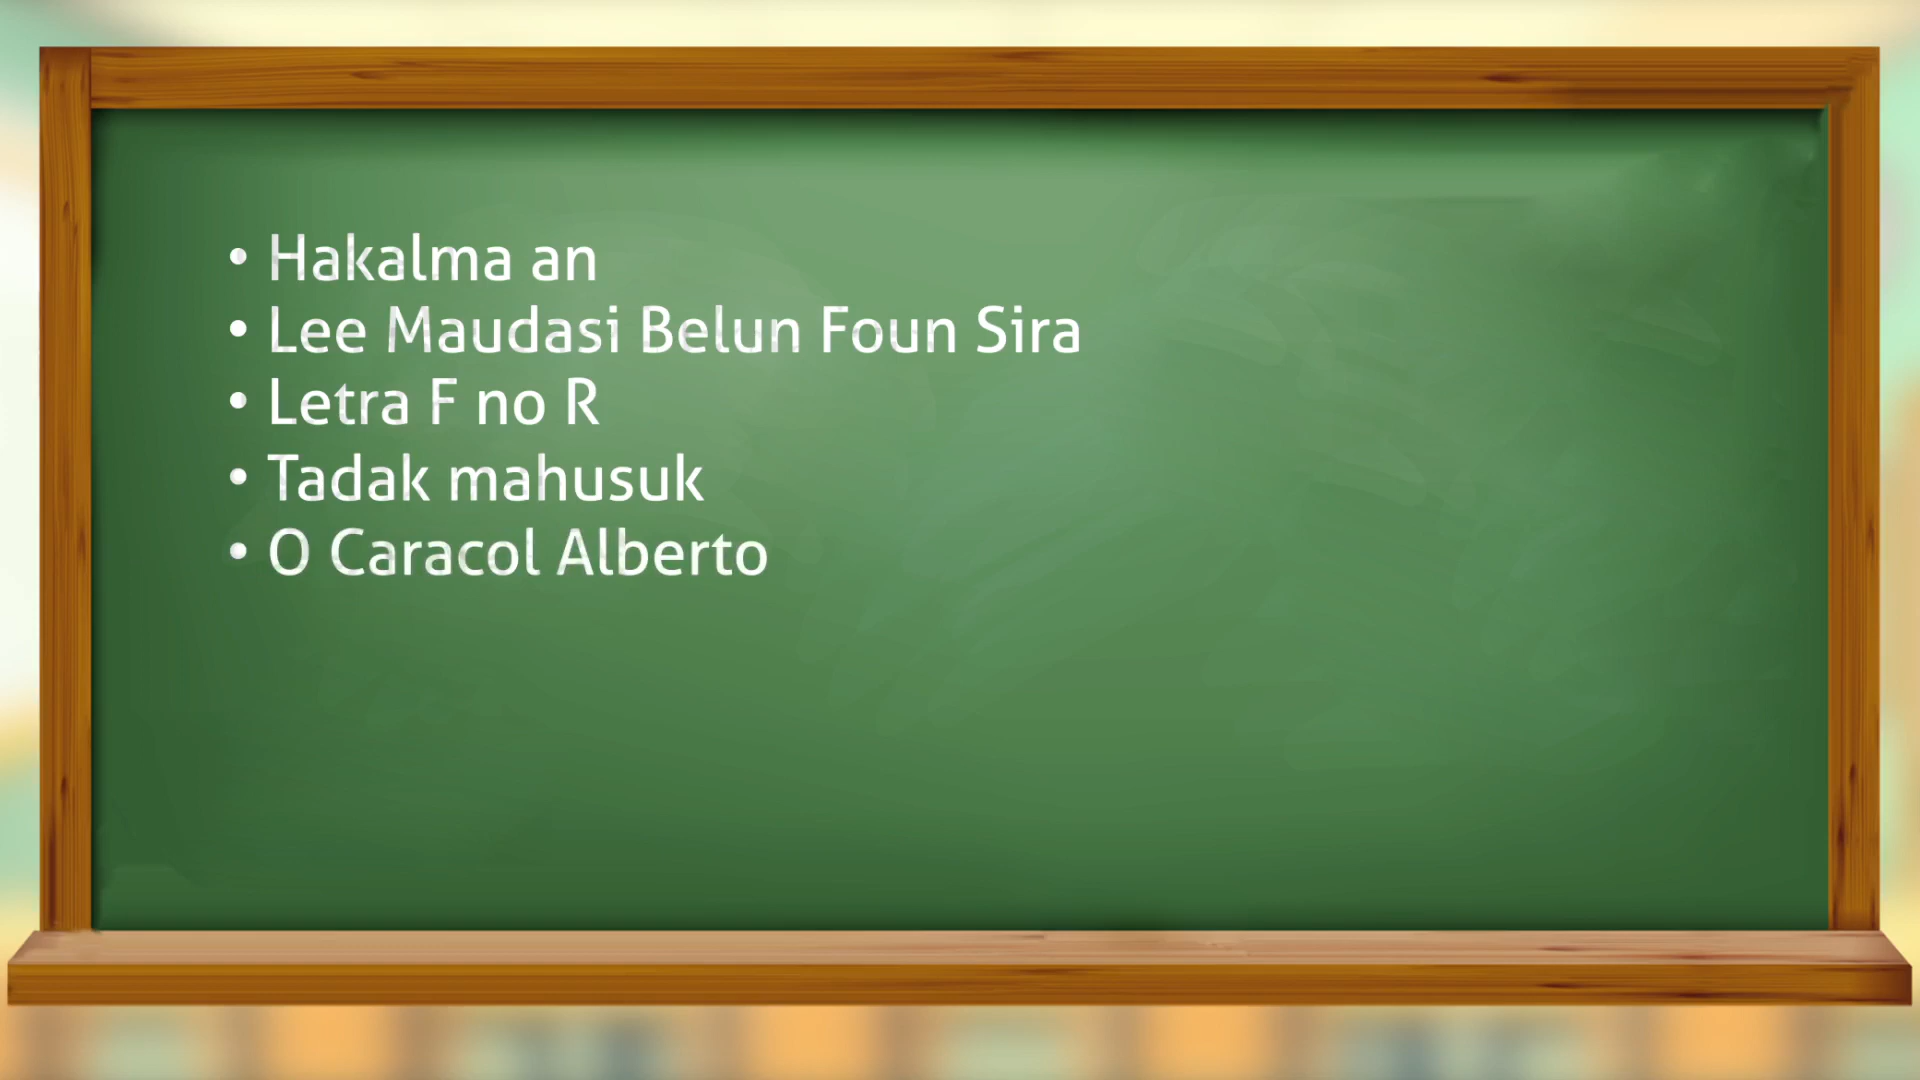 • Hakalma an
• Lee Maudasi Belun Foun Sira
• Letra F no R
• Tadak mahusuk
• O Caracol Alberto